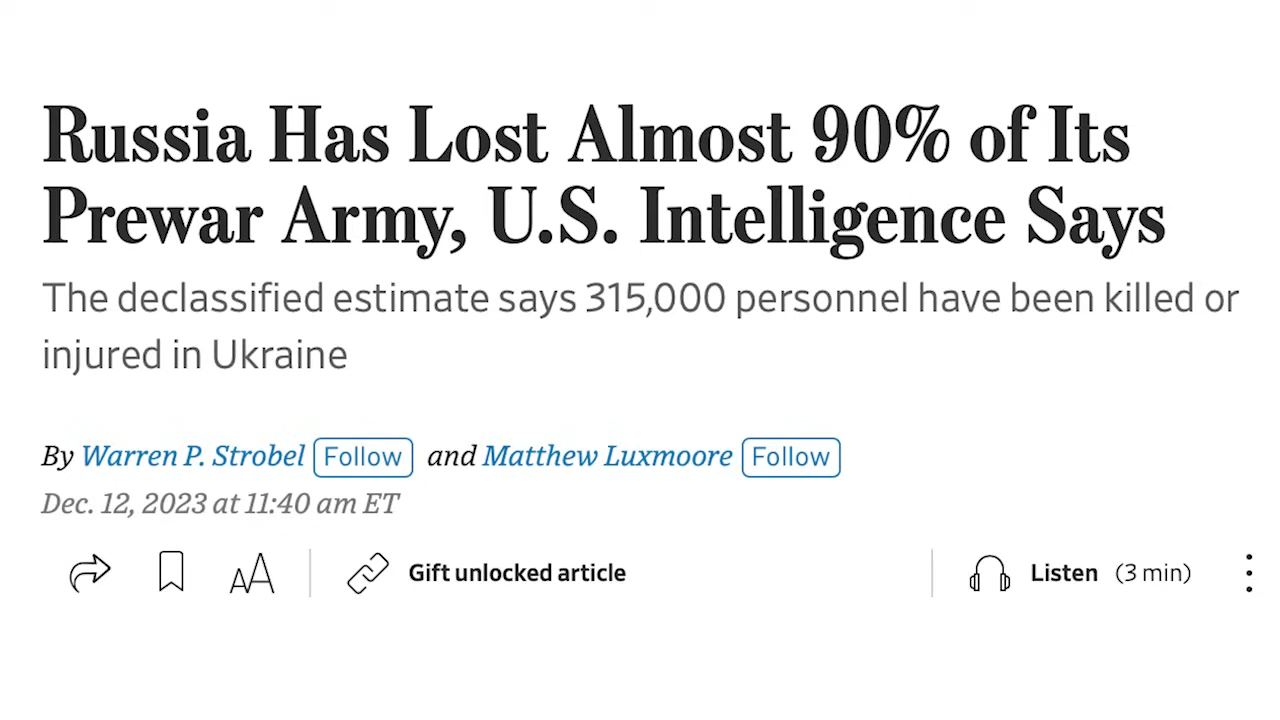 Russia Has Lost Almost 90% of Its
Prewar Army, U.S. Intelligence Says
The declassified estimate says 315,000 personnel have been killed or
injured in Ukraine
By Warren P. Strobel Follow and Matthew Luxmoore Follow
Dec. 12, 2023 at 11:40 am ET
AA Gift unlocked article Listen (3 min)